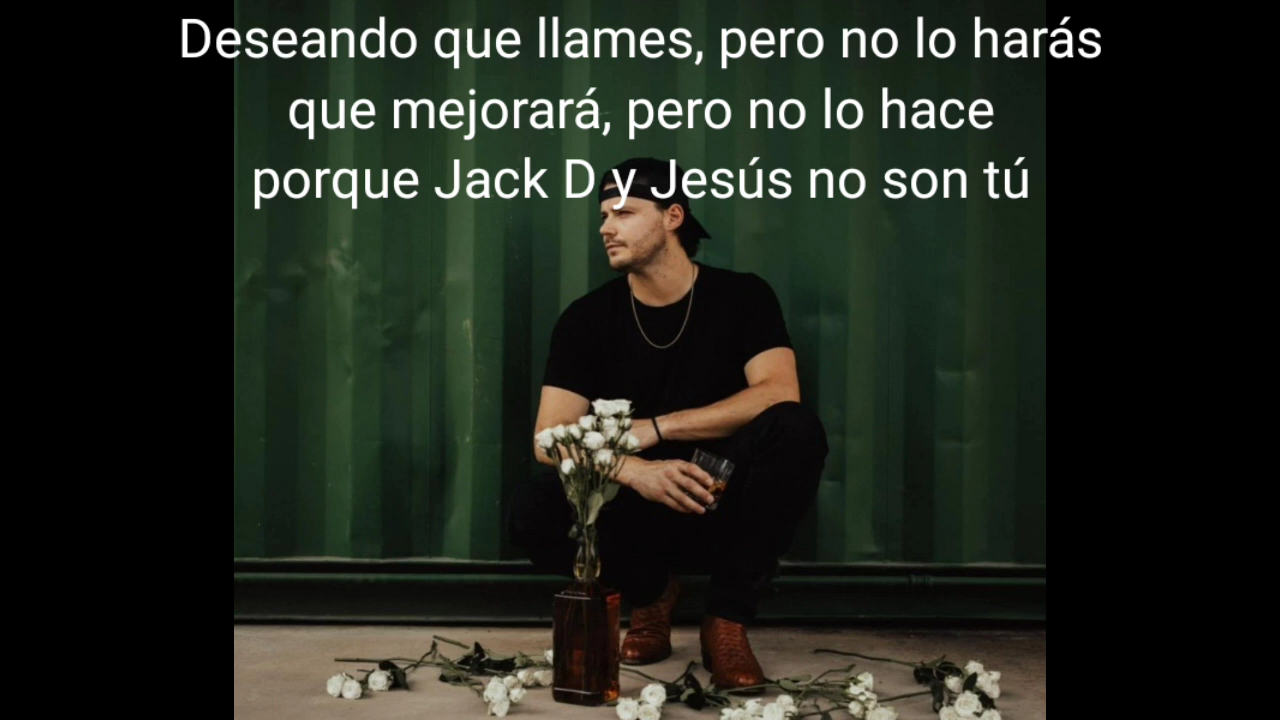 Deseando que llames, pero no lo harás
que mejorará, pero no lo hace
porque Jack D y Jesús no son tú